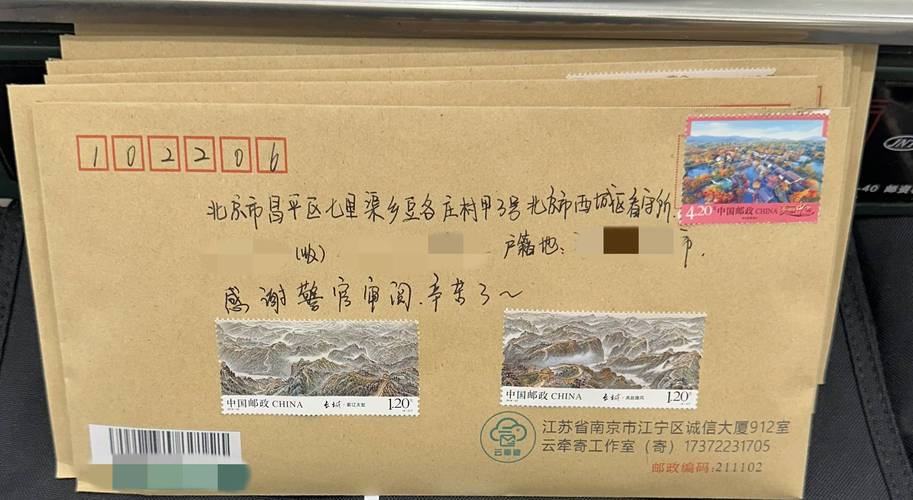 102206
4.20 中国邮政 CHINA
北京市昌平区七里渠乡豆各庄村甲3号北京市西城区看守所.
(收) 户籍地: 市.
感谢警官审阅.辛苦了~
中国邮政 CHINA 长城 1.20
中国邮政 CHINA 长城 1.20
云牵寄
江苏省南京市江宁区诚信大厦912室
云牵寄工作室（寄）17372231705
邮政编码:211102